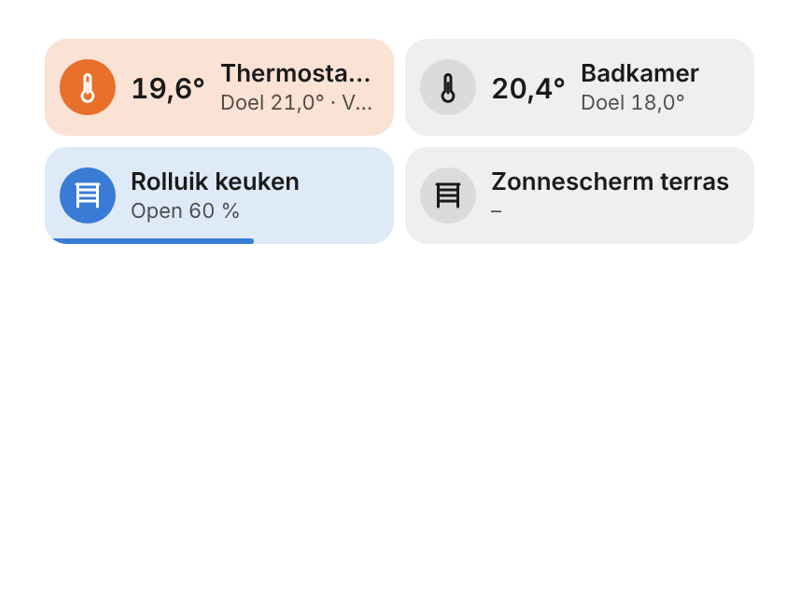 19,6°
Thermosta...
Doel 21,0° · V...
20,4°
Badkamer
Doel 18,0°
Rolluik keuken
Open 60 %
Zonnescherm terras
–